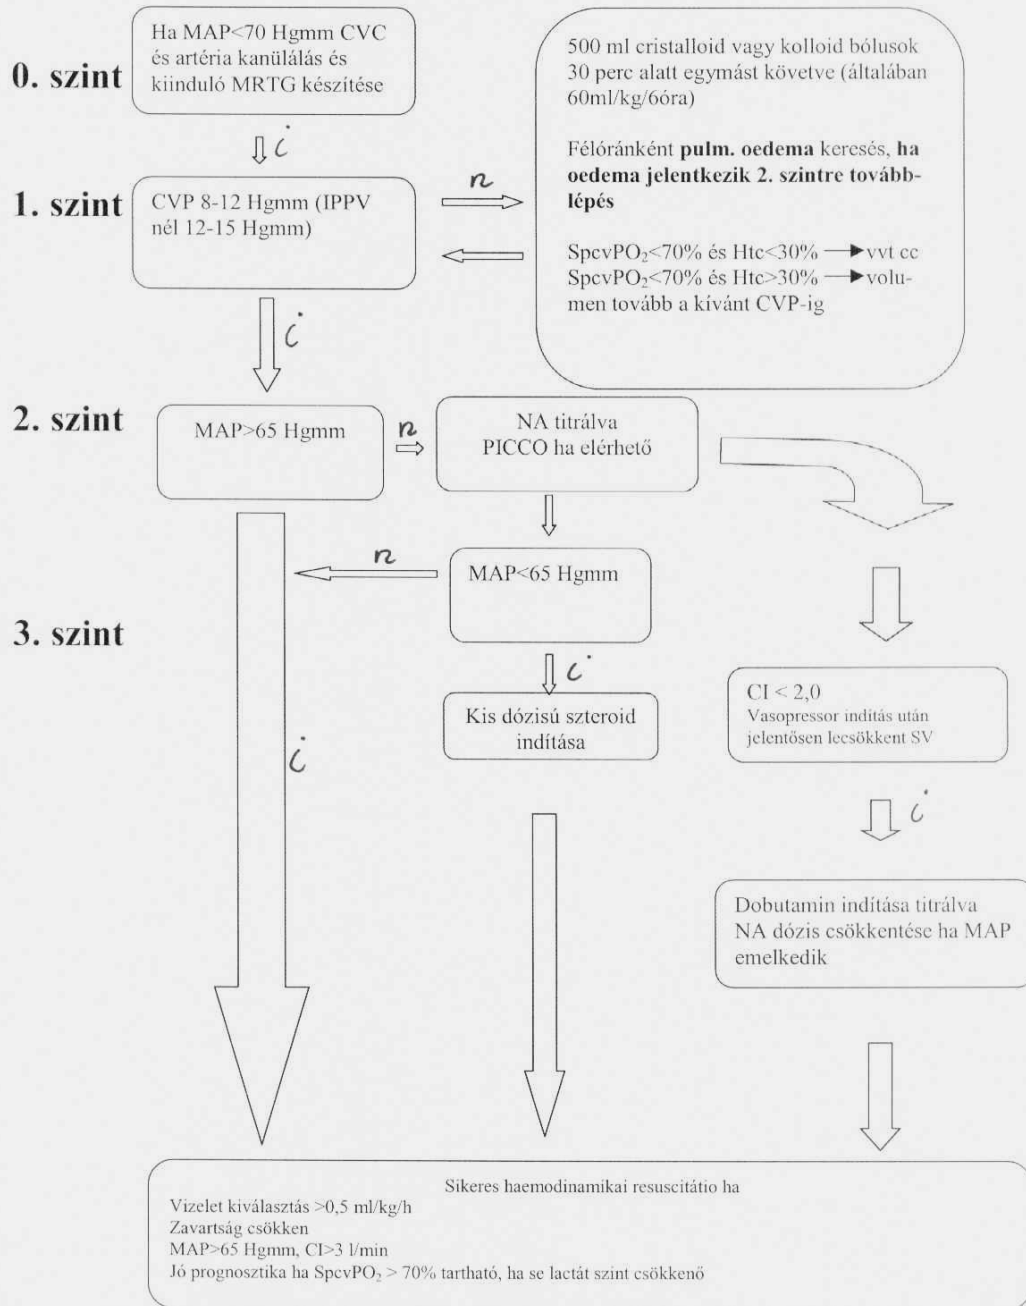 Ha MAP<70 Hgmm CVC
és artéria kanülálás és
kiinduló MRTG készítése
0. szint
i
500 ml cristalloid vagy kolloid bólusok
30 perc alatt egymást követve (általában
60ml/kg/6óra)
Félóránként pulm. oedema keresés, ha
oedema jelentkezik 2. szintre tovább-
lépés
SpcvPO₂<70% és Htc<30% → vvt cc
SpcvPO₂<70% és Htc>30% → volu-
men tovább a kívánt CVP-ig
1. szint
CVP 8-12 Hgmm (IPPV
nél 12-15 Hgmm)
n
i
2. szint
MAP>65 Hgmm
n
NA titrálva
PICCO ha elérhető
n
MAP<65 Hgmm
3. szint
i
Kis dózisú szteroid
indítása
i
CI < 2,0
Vasopressor indítás után
jelentősen lecsökkent SV
i
Dobutamin indítása titrálva
NA dózis csökkentése ha MAP
emelkedik
Sikeres haemodinamikai resuscitátio ha
Vizelet kiválasztás >0,5 ml/kg/h
Zavartság csökken
MAP>65 Hgmm, CI>3 l/min
Jó prognosztika ha SpcvPO₂ > 70% tartható, ha se lactát szint csökkenő